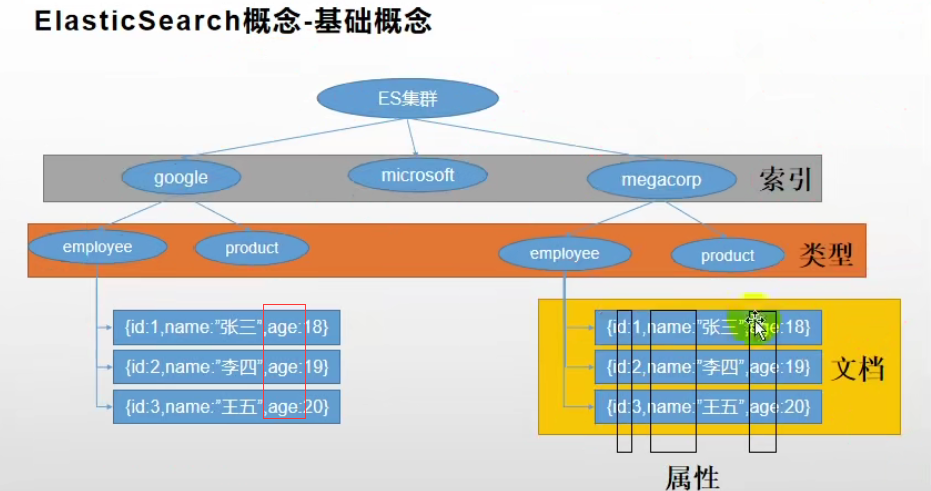 ElasticSearch概念-基础概念
ES集群
google
microsoft
megacorp
索引
employee
product
employee
product
类型
{id:1,name:"张三",age:18}
{id:2,name:"李四",age:19}
{id:3,name:"王五",age:20}
{id:1,name:"张三",age:18}
{id:2,name:"李四",age:19}
{id:3,name:"王五",age:20}
文档
属性